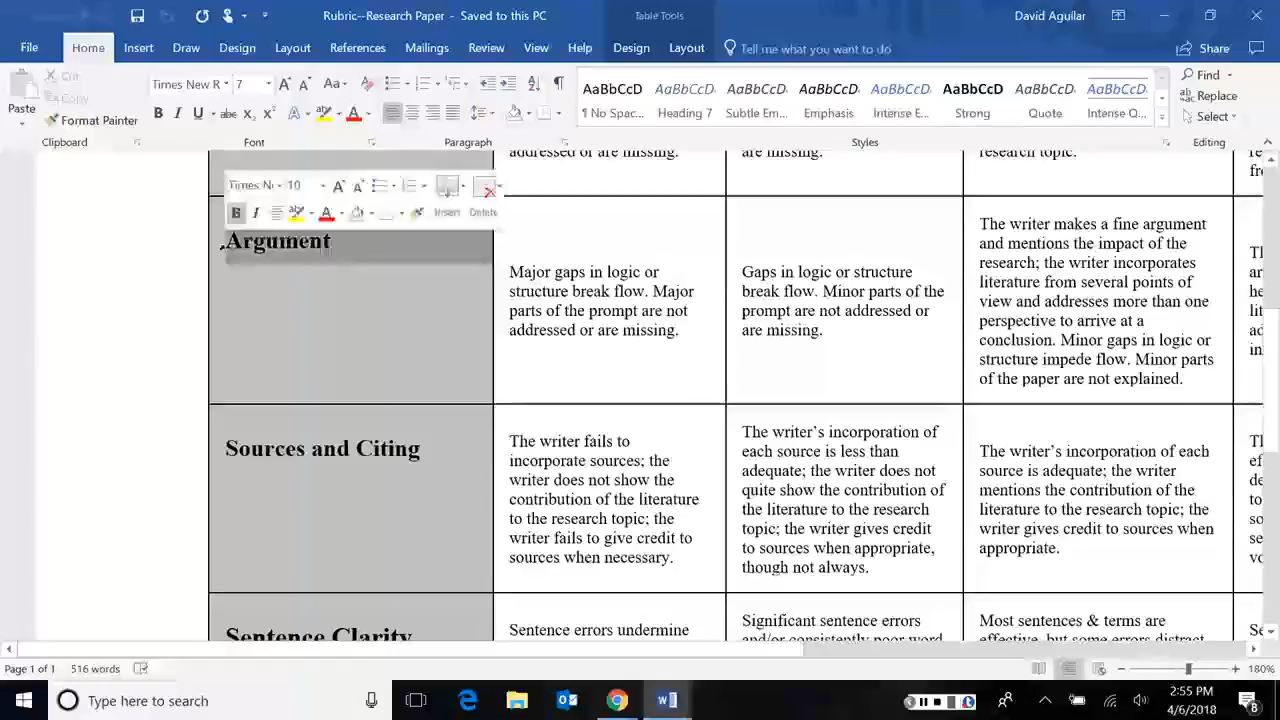 Rubric--Research Paper - Saved to this PC
Table Tools
David Aguilar
File Home Insert Draw Design Layout References Mailings Review View Help Design Layout Tell me what you want to do Share
Paste
Cut
Copy
Format Painter
Clipboard
Times New R 7
Font
Paragraph
AaBbCcD AaBbCcD AaBbCcD AaBbCcD AaBbCcD AaBbCcD AaBbCcD AaBbCcD
¶ No Spac... Heading 7 Subtle Em... Emphasis Intense E... Strong Quote Intense Q...
Styles
Find
Replace
Select
Editing
Times N 10
Insert Delete
addressed or are missing.
are missing.
research topic.
Argument
Major gaps in logic or
structure break flow. Major
parts of the prompt are not
addressed or are missing.
Gaps in logic or structure
break flow. Minor parts of the
prompt are not addressed or
are missing.
The writer makes a fine argument
and mentions the impact of the
research; the writer incorporates
literature from several points of
view and addresses more than one
perspective to arrive at a
conclusion. Minor gaps in logic or
structure impede flow. Minor parts
of the paper are not explained.
Sources and Citing
The writer fails to
incorporate sources; the
writer does not show the
contribution of the literature
to the research topic; the
writer fails to give credit to
sources when necessary.
The writer’s incorporation of
each source is less than
adequate; the writer does not
quite show the contribution of
the literature to the research
topic; the writer gives credit
to sources when appropriate,
though not always.
The writer’s incorporation of each
source is adequate; the writer
mentions the contribution of the
literature to the research topic; the
writer gives credit to sources when
appropriate.
Sentence Clarity
Sentence errors undermine
Significant sentence errors
and/or consistently poor word
Most sentences & terms are
effective, but some errors distract
Page 1 of 1 516 words
180%
Type here to search
2:55 PM
4/6/2018
8